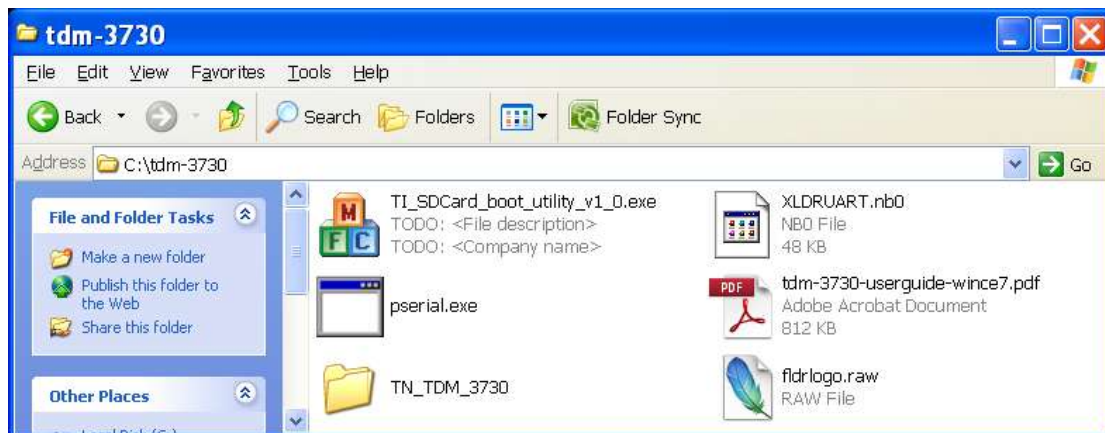 tdm-3730
File Edit View Favorites Tools Help
Back Search Folders Folder Sync
Address C:\tdm-3730 Go
File and Folder Tasks
Make a new folder
Publish this folder to
the Web
Share this folder
Other Places
TI_SDCard_boot_utility_v1_0.exe
TODO: <File description>
TODO: <Company name>
M
F C
pserial.exe
TN_TDM_3730
XLDRUART.nb0
NB0 File
48 KB
PDF
tdm-3730-userguide-wince7.pdf
Adobe Acrobat Document
812 KB
fldrlogo.raw
RAW File